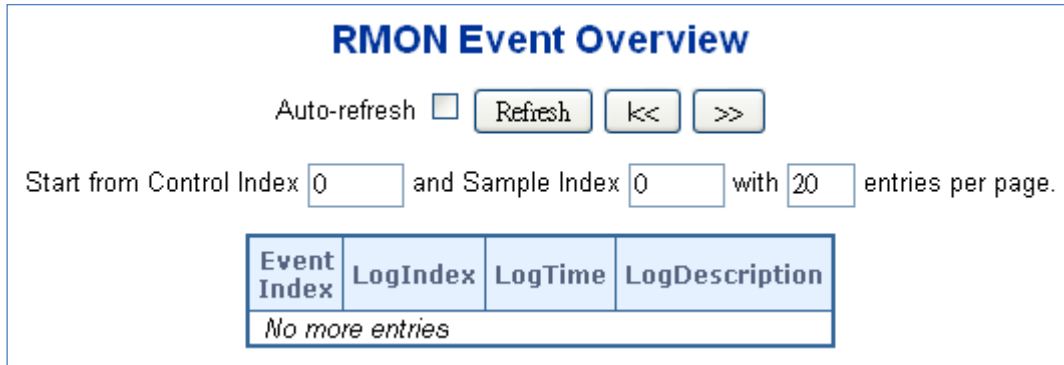 RMON Event Overview
Auto-refresh Refresh k<< >>
Start from Control Index 0 and Sample Index 0 with 20 entries per page.
Event Index LogIndex LogTime LogDescription
No more entries